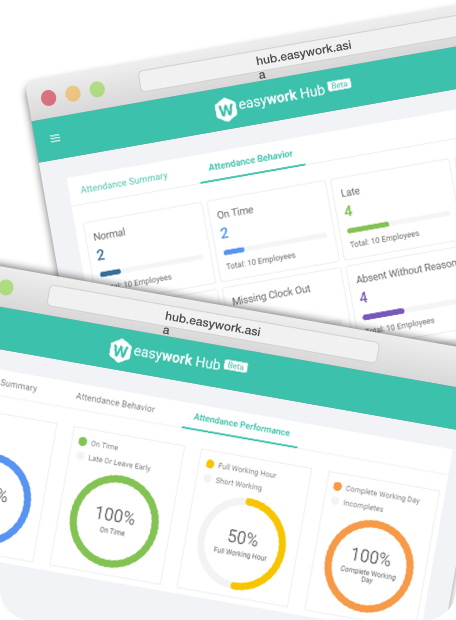 hub.easywork.asi
a
W easywork Hub Beta
Attendance Summary
Attendance Behavior
Normal
2
Total: 10 Employees
On Time
2
Total: 10 Employees
Late
4
Total: 10 Employees
Missing Clock Out
Absent Without Reason
4
Total: 10 Employees
hub.easywork.asi
a
W easywork Hub Beta
Summary
Attendance Behavior
Attendance Performance
%
On Time
Late Or Leave Early
100%
On Time
Full Working Hour
Short Working
50%
Full Working Hour
Complete Working Day
Incompletes
100%
Complete Working
Day